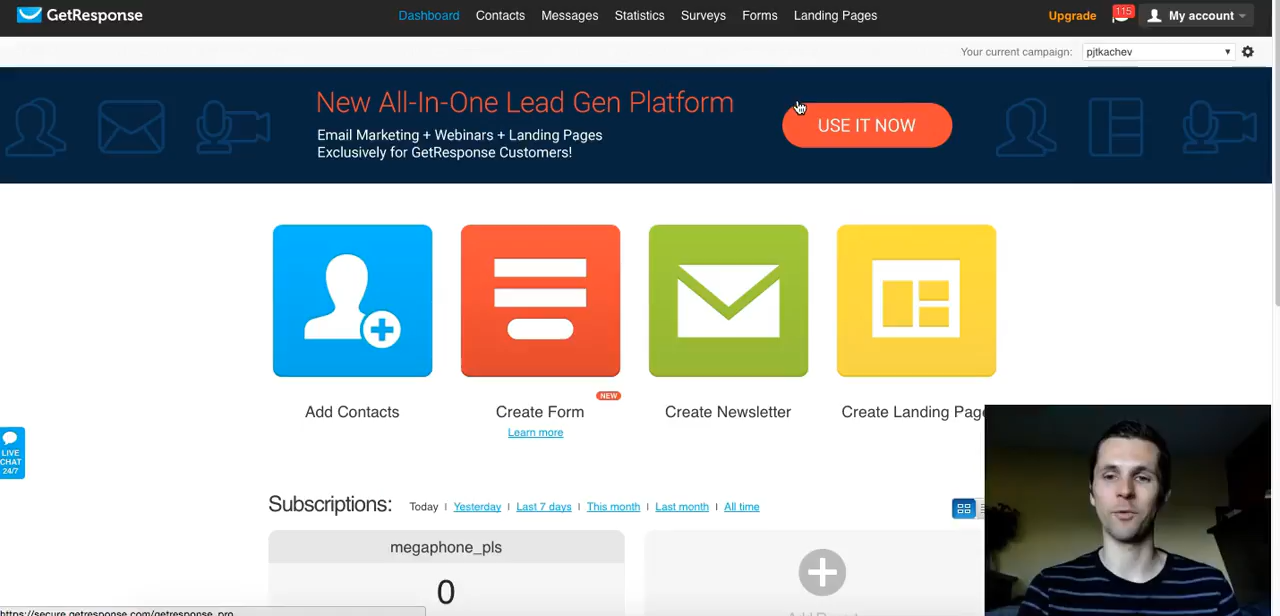 GetResponse
Dashboard Contacts Messages Statistics Surveys Forms Landing Pages
Upgrade 115 My account
Your current campaign: pjtkachev
New All-In-One Lead Gen Platform
Email Marketing + Webinars + Landing Pages
Exclusively for GetResponse Customers!
USE IT NOW
NEW
Add Contacts Create Form Create Newsletter Create Landing Page
Learn more
LIVE
CHAT
24/7
Subscriptions: Today | Yesterday | Last 7 days | This month | Last month | All time
megaphone_pls
0
https://secure.getresponse.com/getresponse_pro